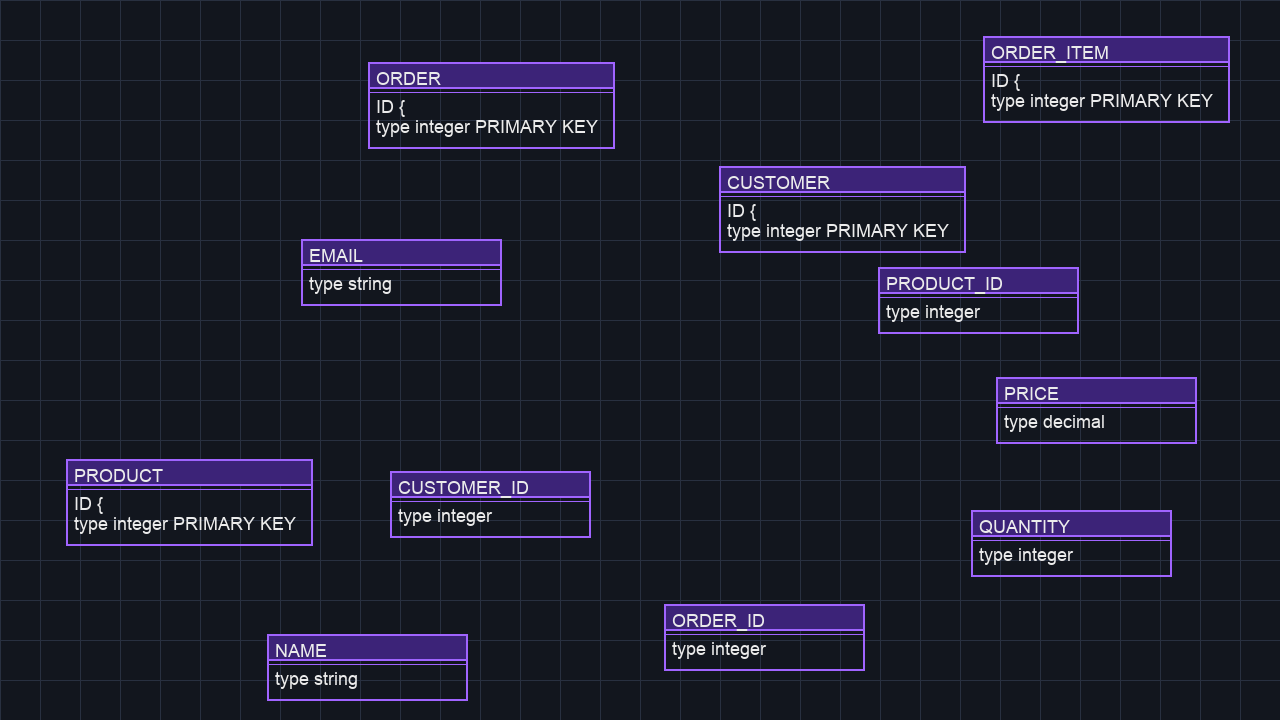 ORDER_ITEM
ID {
type integer PRIMARY KEY
ORDER
ID {
type integer PRIMARY KEY
CUSTOMER
ID {
type integer PRIMARY KEY
EMAIL
type string
PRODUCT_ID
type integer
PRICE
type decimal
PRODUCT
ID {
type integer PRIMARY KEY
CUSTOMER_ID
type integer
QUANTITY
type integer
ORDER_ID
type integer
NAME
type string